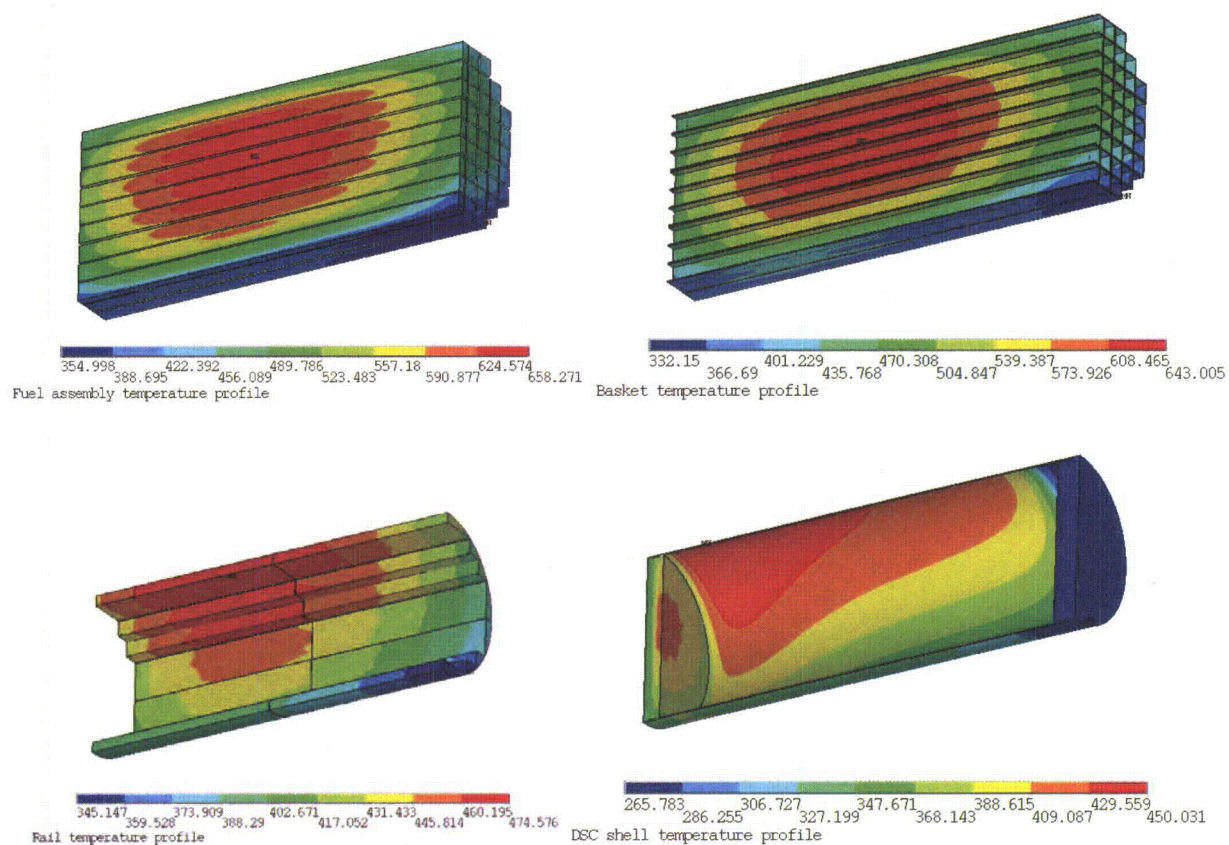 354.998 422.392 489.786 557.18 624.574
388.695 456.089 523.483 590.877 658.271
Fuel assembly temperature profile
332.15 401.229 470.308 539.387 608.465
366.69 435.768 504.847 573.926 643.005
Basket temperature profile
345.147 373.909 402.671 431.433 460.195
359.528 388.29 417.052 445.814 474.576
Rail temperature profile
265.783 306.727 347.671 388.615 429.559
286.255 327.199 368.143 409.087 450.031
DSC shell temperature profile